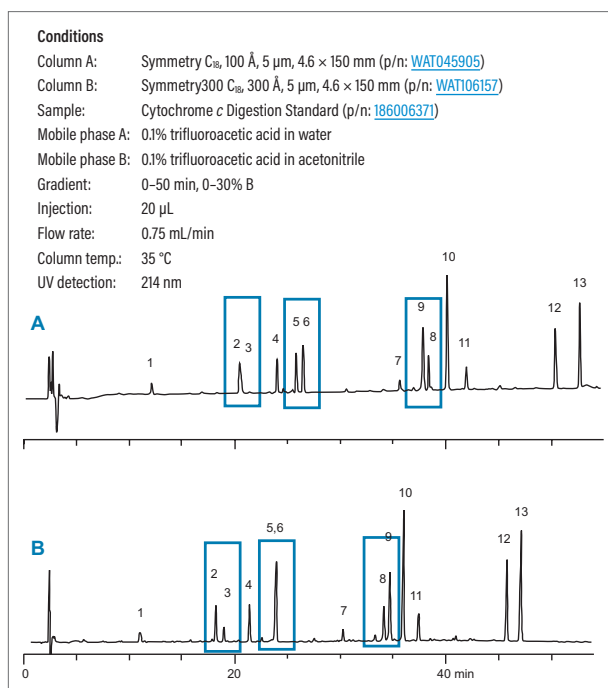 Conditions
Column A: Symmetry C18, 100 Å, 5 µm, 4.6 × 150 mm (p/n: WAT045905)
Column B: Symmetry300 C18, 300 Å, 5 µm, 4.6 × 150 mm (p/n: WAT106157)
Sample: Cytochrome c Digestion Standard (p/n: 186006371)
Mobile phase A: 0.1% trifluoroacetic acid in water
Mobile phase B: 0.1% trifluoroacetic acid in acetonitrile
Gradient: 0–50 min, 0–30% B
Injection: 20 µL
Flow rate: 0.75 mL/min
Column temp.: 35 °C
UV detection: 214 nm
A
1 2 3 4 5 6 7 9 8 10 11 12 13
B
1 2 3 4 5,6 7 8 9 10 11 12 13
0 20 40 min